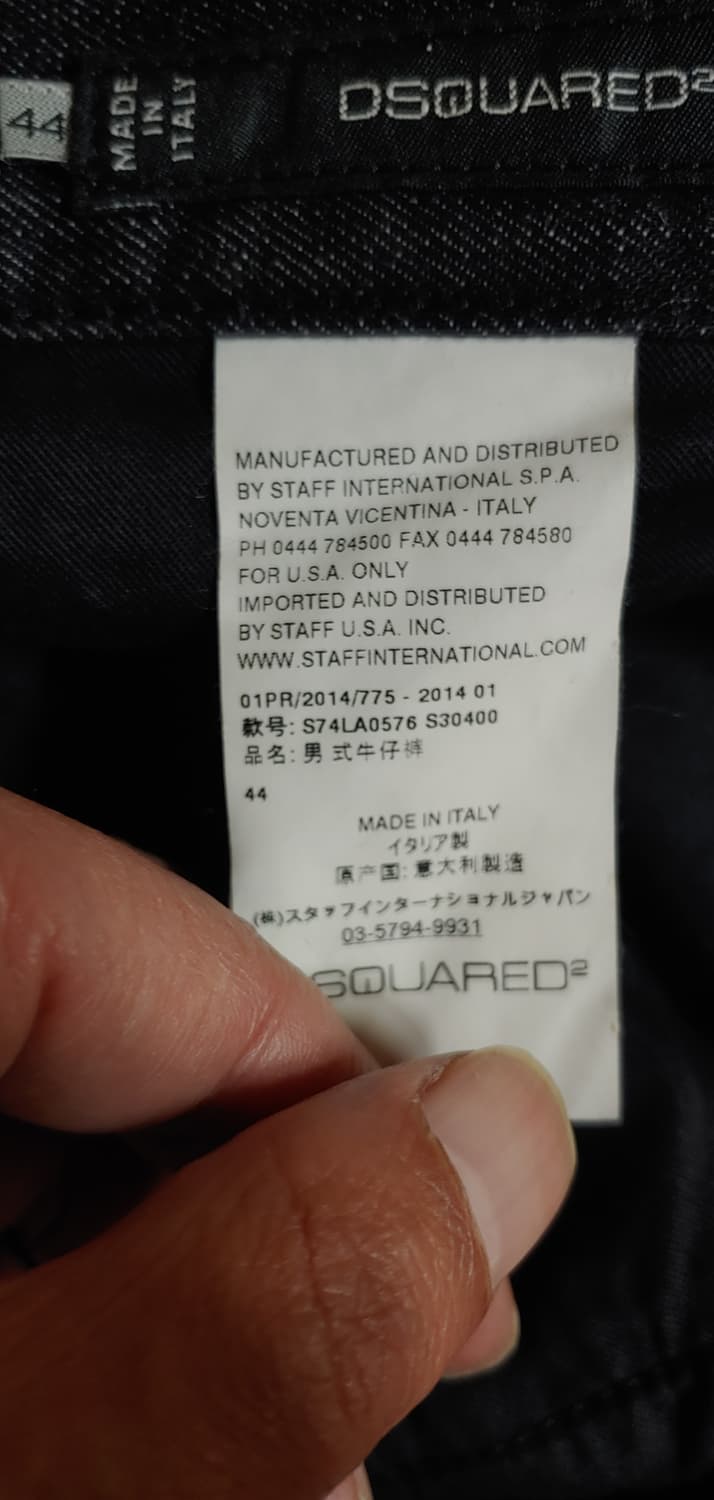 44
MADE
IN
ITALY
DSQUARED²
MANUFACTURED AND DISTRIBUTED
BY STAFF INTERNATIONAL S.P.A.
NOVENTA VICENTINA - ITALY
PH 0444 784500 FAX 0444 784580
FOR U.S.A. ONLY
IMPORTED AND DISTRIBUTED
BY STAFF U.S.A. INC.
WWW.STAFFINTERNATIONAL.COM
01PR/2014/775 - 2014 01
款号: S74LA0576 S30400
品名: 男式牛仔裤
44
MADE IN ITALY
イタリア製
原产国: 意大利製造
(株)スタッフインターナショナルジャパン
03-5794-9931
SQUARED²